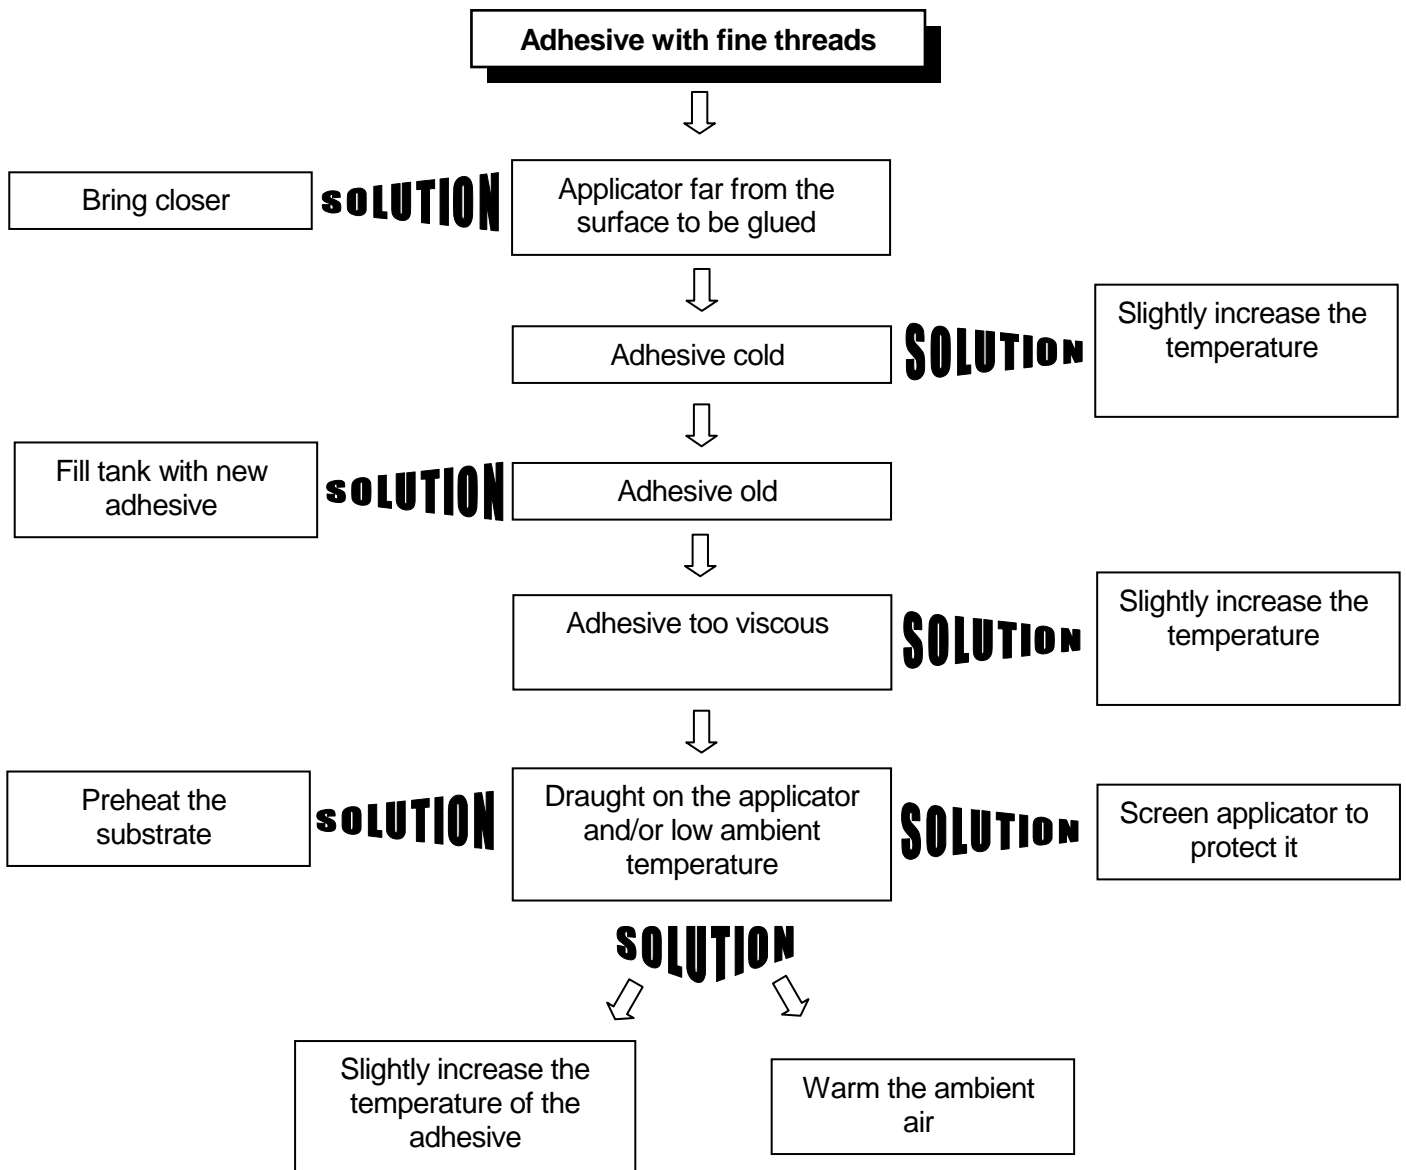 Adhesive with fine threads
Bring closer
SOLUTION
Applicator far from the
surface to be glued
Adhesive cold
SOLUTION
Slightly increase the
temperature
Fill tank with new
adhesive
SOLUTION
Adhesive old
Adhesive too viscous
SOLUTION
Slightly increase the
temperature
Preheat the
substrate
SOLUTION
Draught on the applicator
and/or low ambient
temperature
SOLUTION
Screen applicator to
protect it
SOLUTION
Slightly increase the
temperature of the
adhesive
Warm the ambient
air